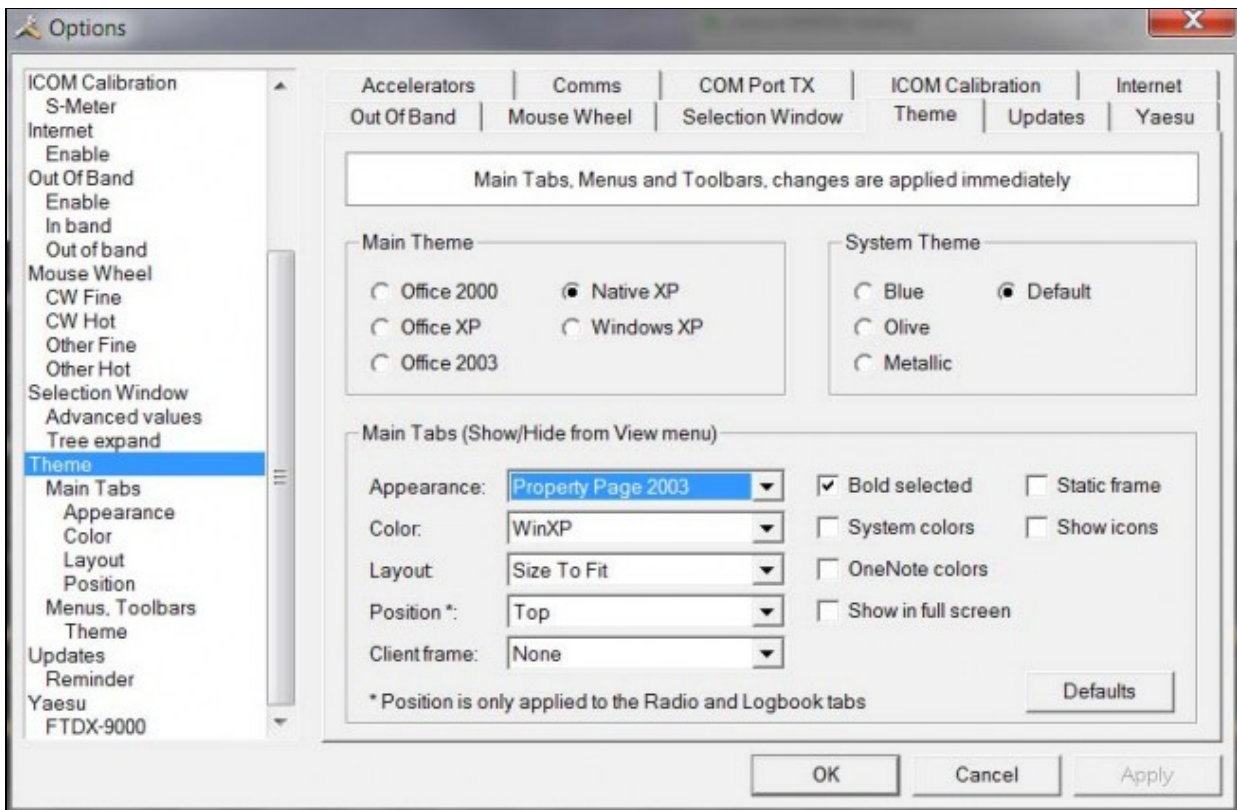 Options
ICOM Calibration
S-Meter
Internet
Enable
Out Of Band
Enable
In band
Out of band
Mouse Wheel
CW Fine
CW Hot
Other Fine
Other Hot
Selection Window
Advanced values
Tree expand
Theme
Main Tabs
Appearance
Color
Layout
Position
Menus, Toolbars
Theme
Updates
Reminder
Yaesu
FTDX-9000
Accelerators Comms COM Port TX ICOM Calibration Internet
Out Of Band Mouse Wheel Selection Window Theme Updates Yaesu
Main Tabs, Menus and Toolbars, changes are applied immediately
Main Theme
Office 2000 Native XP
Office XP Windows XP
Office 2003
System Theme
Blue Default
Olive
Metallic
Main Tabs (Show/Hide from View menu)
Appearance: Property Page 2003 Bold selected Static frame
Color: WinXP System colors Show icons
Layout: Size To Fit OneNote colors
Position *: Top Show in full screen
Client frame: None
* Position is only applied to the Radio and Logbook tabs
Defaults
OK Cancel Apply